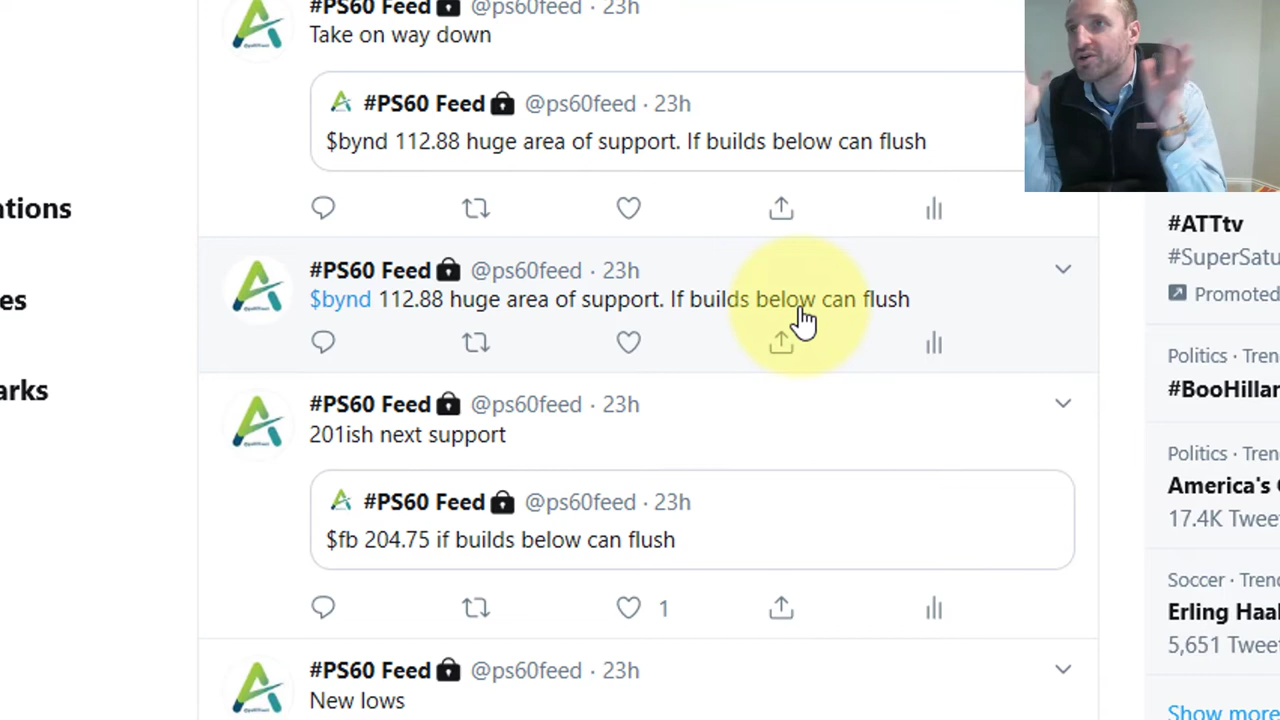 #PS60 Feed @ps60feed · 23h
Take on way down
#PS60 Feed @ps60feed · 23h
$bynd 112.88 huge area of support. If builds below can flush
ations
#ATTtv
#SuperSatu
Promoted
#PS60 Feed @ps60feed · 23h
$bynd 112.88 huge area of support. If builds below can flush
es
Politics · Tren
#BooHillar
arks
#PS60 Feed @ps60feed · 23h
201ish next support
Politics · Tren
America's
17.4K Twee
#PS60 Feed @ps60feed · 23h
$fb 204.75 if builds below can flush
1
Soccer · Tren
Erling Haal
5,651 Tweet
#PS60 Feed @ps60feed · 23h
New lows
Show more